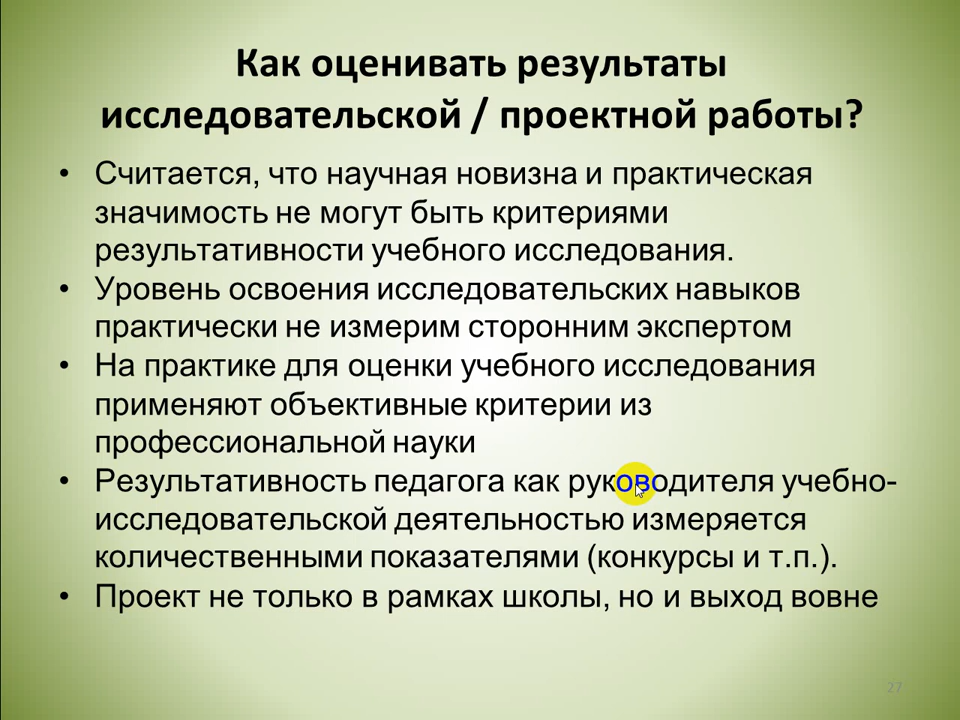 Как оценивать результаты
исследовательской / проектной работы?
• Считается, что научная новизна и практическая
значимость не могут быть критериями
результативности учебного исследования.
• Уровень освоения исследовательских навыков
практически не измерим сторонним экспертом
• На практике для оценки учебного исследования
применяют объективные критерии из
профессиональной науки
• Результативность педагога как руководителя учебно-
исследовательской деятельностью измеряется
количественными показателями (конкурсы и т.п.).
• Проект не только в рамках школы, но и выход вовне
27